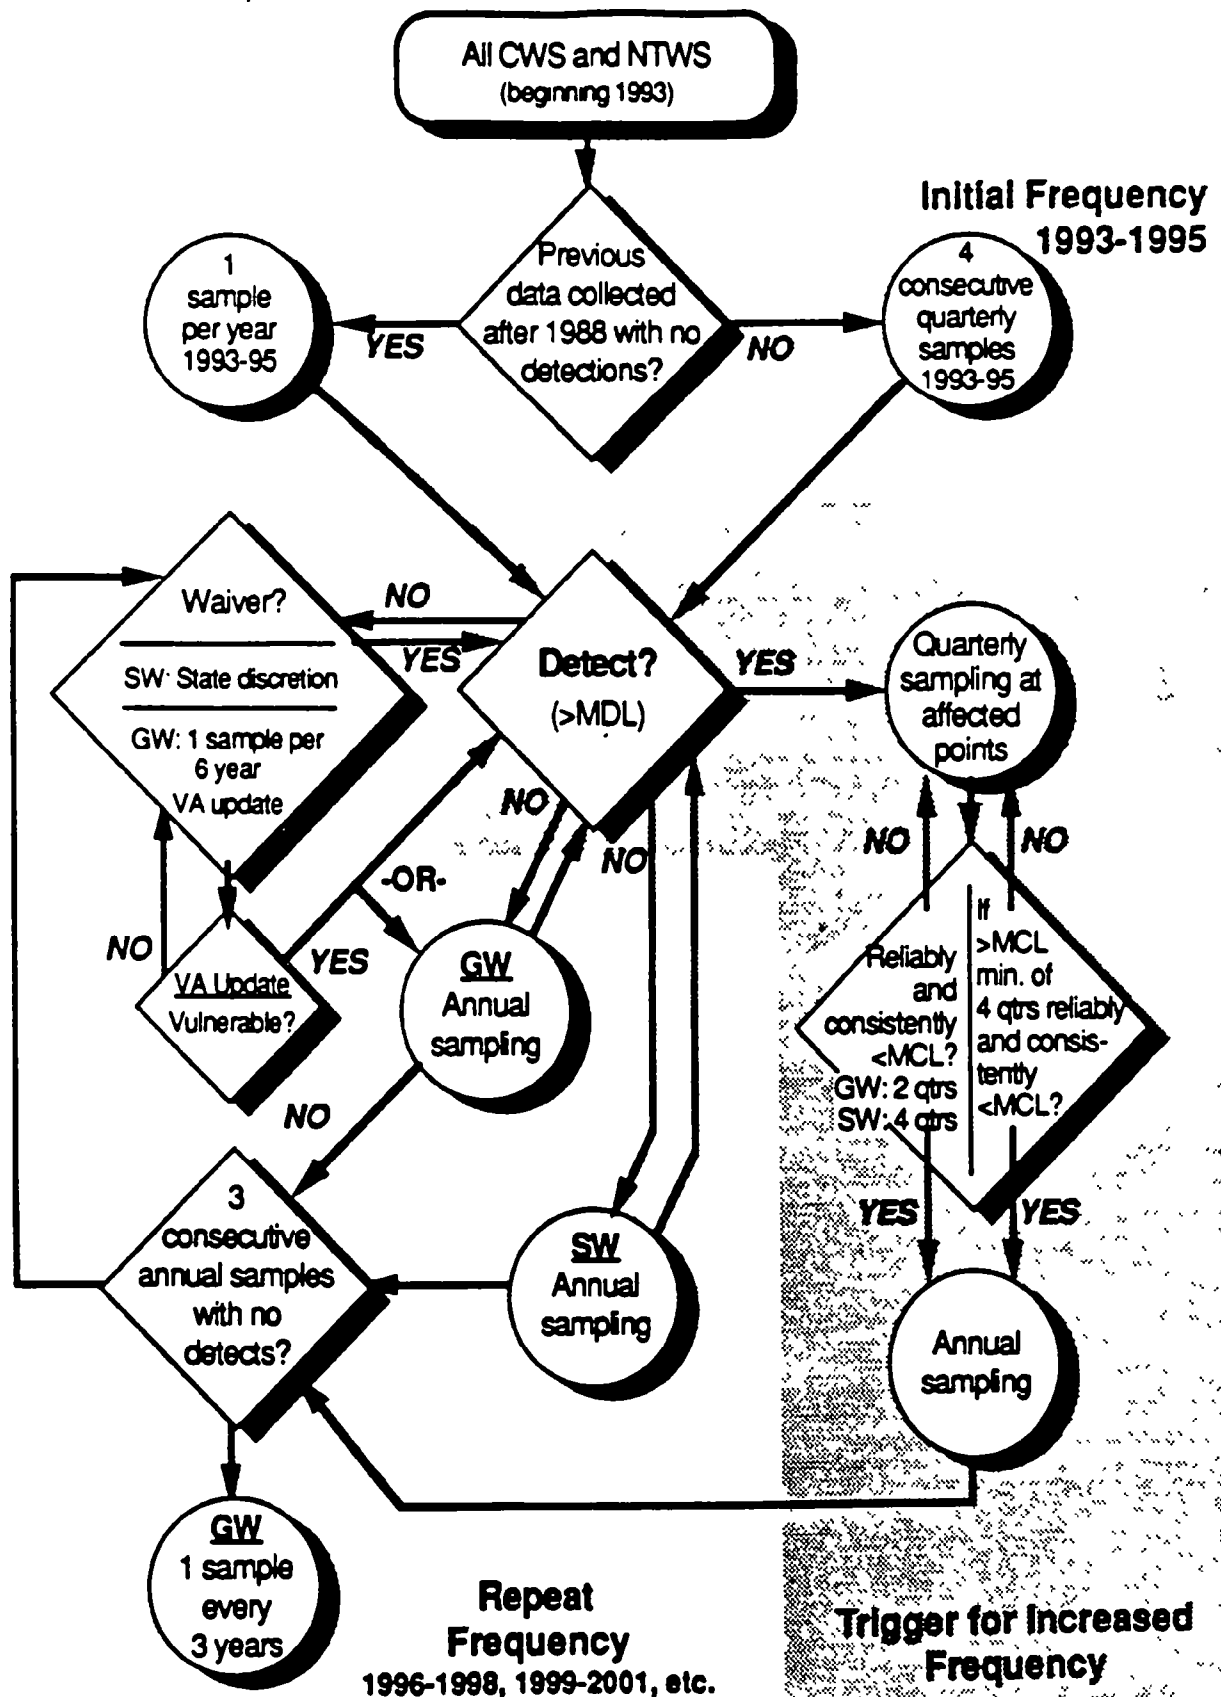 All CWS and NTWS
(beginning 1993)
Initial Frequency
1993-1995
1
sample
per year
1993-95
Previous
data collected
after 1988 with no
detections?
YES
NO
4
consecutive
quarterly
samples
1993-95
Waiver?
SW: State discretion
GW: 1 sample per
6 year
VA update
NO
YES
Detect?
(>MDL)
YES
Quarterly
sampling at
affected
points
NO
NO
NO
NO
-OR-
NO
VA Update
Vulnerable?
YES
GW
Annual
sampling
Reliably
and
consistently
<MCL?
GW: 2 qtrs
SW: 4 qtrs
If
>MCL
min. of
4 qtrs reliably
and consis-
tently
<MCL?
NO
3
consecutive
annual samples
with no
detects?
SW
Annual
sampling
YES
YES
Annual
sampling
GW
1 sample
every
3 years
Repeat
Frequency
1996-1998, 1999-2001, etc.
Trigger for Increased
Frequency